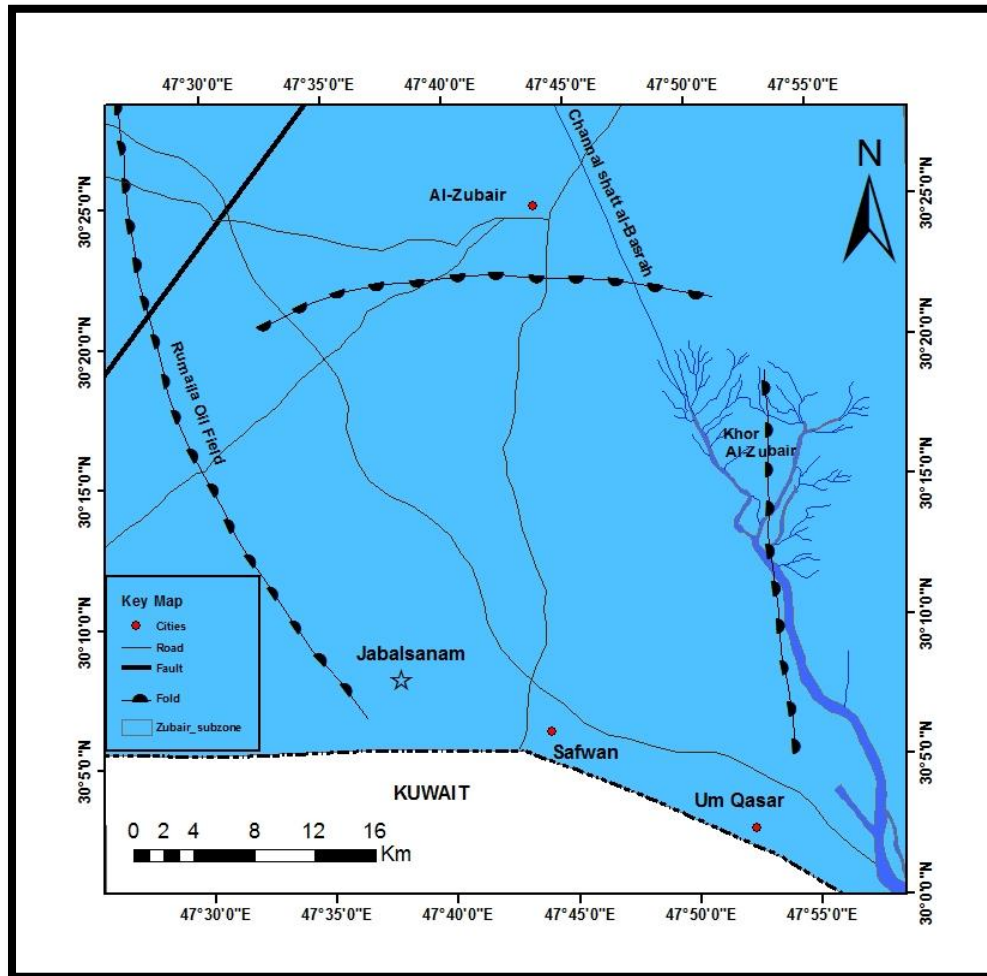 47°30'0"E 47°35'0"E 47°40'0"E 47°45'0"E 47°50'0"E 47°55'0"E
N
Channal shatt al-Basrah
Al-Zubair
30°25'0"N
30°25'0"N
30°20'0"N
30°20'0"N
Rumaila Oil Field
Khor
Al-Zubair
30°15'0"N
30°15'0"N
Key Map
Cities
Road
Fault
Fold
Zubair_subzone
30°10'0"N
30°10'0"N
Jabalsanam
Safwan
30°5'0"N
30°5'0"N
KUWAIT
Um Qasar
0 2 4 8 12 16
Km
30°0'0"N
47°30'0"E 47°35'0"E 47°40'0"E 47°45'0"E 47°50'0"E 47°55'0"E